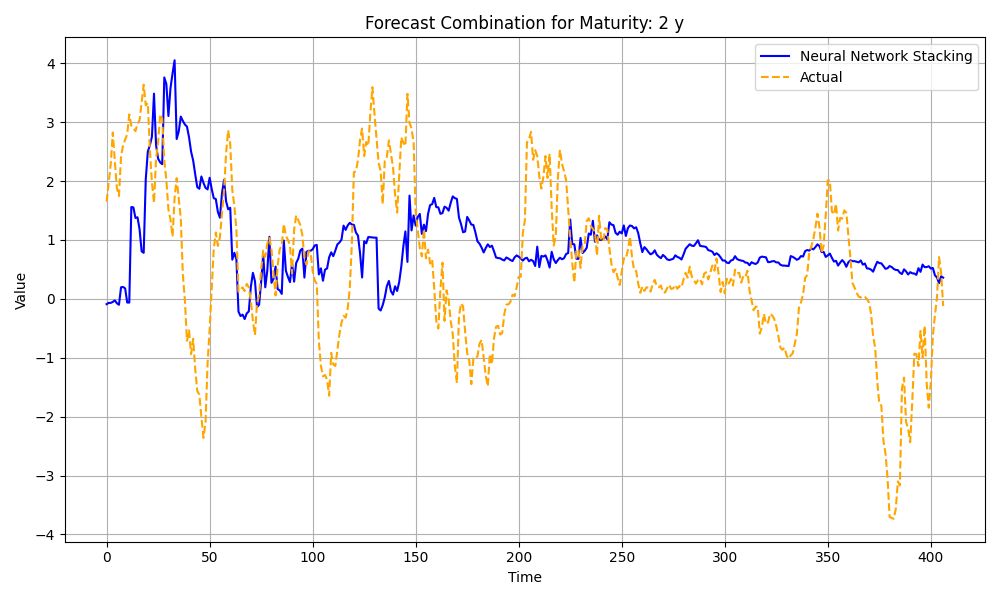 Forecast Combination for Maturity: 2 y
Neural Network Stacking
Actual
Value
4
3
2
1
0
−1
−2
−3
−4
0 50 100 150 200 250 300 350 400
Time